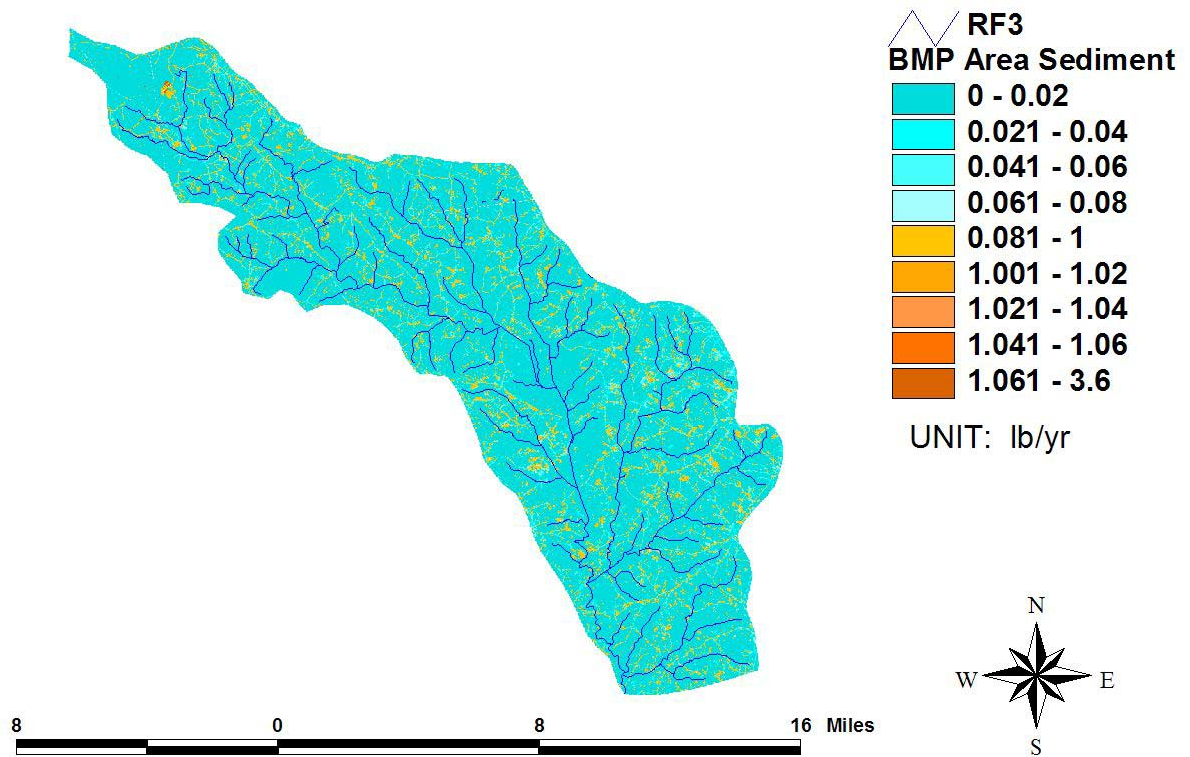 RF3
BMP Area Sediment
0 - 0.02
0.021 - 0.04
0.041 - 0.06
0.061 - 0.08
0.081 - 1
1.001 - 1.02
1.021 - 1.04
1.041 - 1.06
1.061 - 3.6
UNIT: lb/yr
N
W E
S
8 0 8 16 Miles